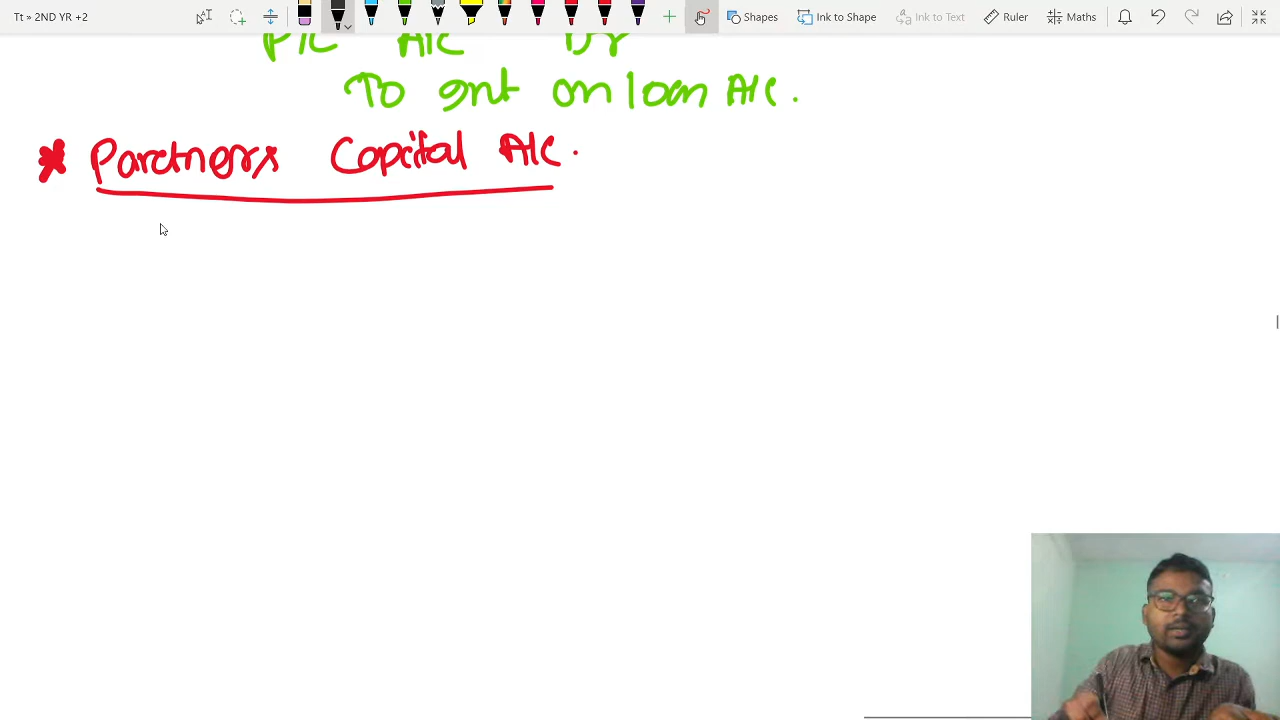 Tt > 2ND YR +2
Shapes
Ink to Shape
Ink to Text
Ruler
Maths
P/C A/C Dr
To Int on loan A/C.
* Partners Capital A/C.